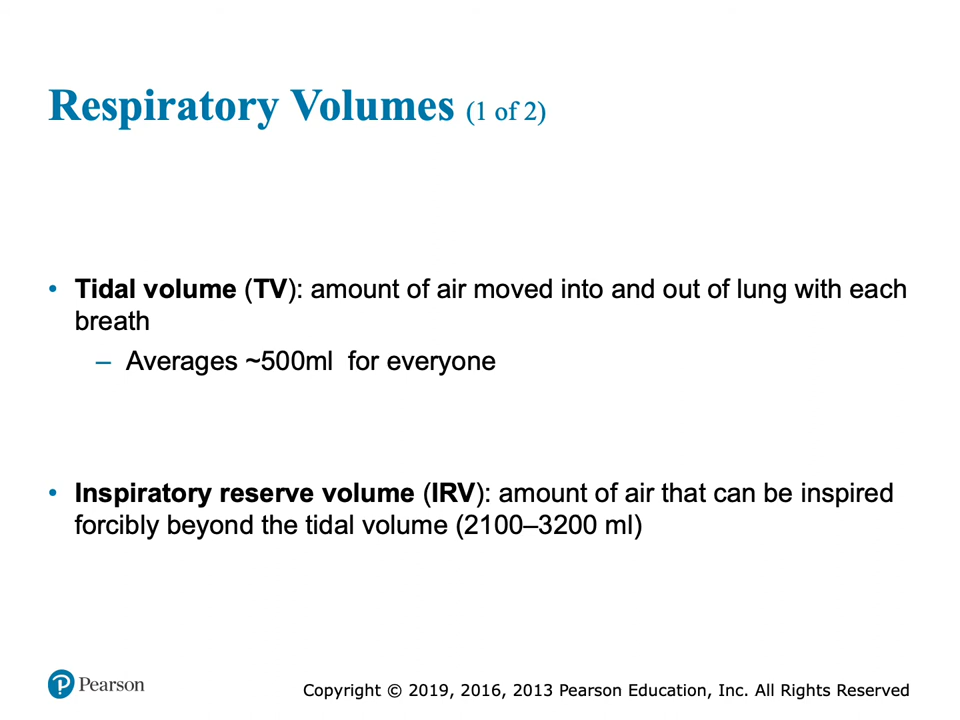 Respiratory Volumes (1 of 2)
• Tidal volume (TV): amount of air moved into and out of lung with each
breath
– Averages ~500ml  for everyone
• Inspiratory reserve volume (IRV): amount of air that can be inspired
forcibly beyond the tidal volume (2100–3200 ml)
Pearson
Copyright © 2019, 2016, 2013 Pearson Education, Inc. All Rights Reserved